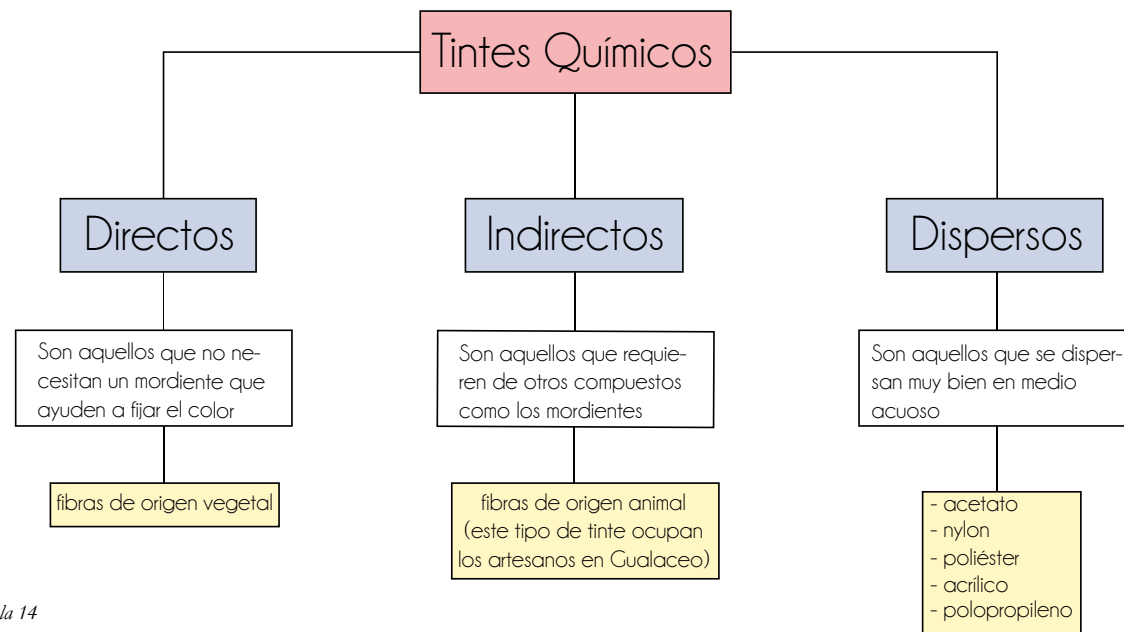 Tintes Químicos
Directos
Son aquellos que no ne-
cesitan un mordiente que
ayuden a fijar el color
fibras de origen vegetal
Indirectos
Son aquellos que requie-
ren de otros compuestos
como los mordientes
fibras de origen animal
(este tipo de tinte ocupan
los artesanos en Gualaceo)
Dispersos
Son aquellos que se disper-
san muy bien en medio
acuoso
- acetato
- nylon
- poliéster
- acrílico
- polopropileno
la 14